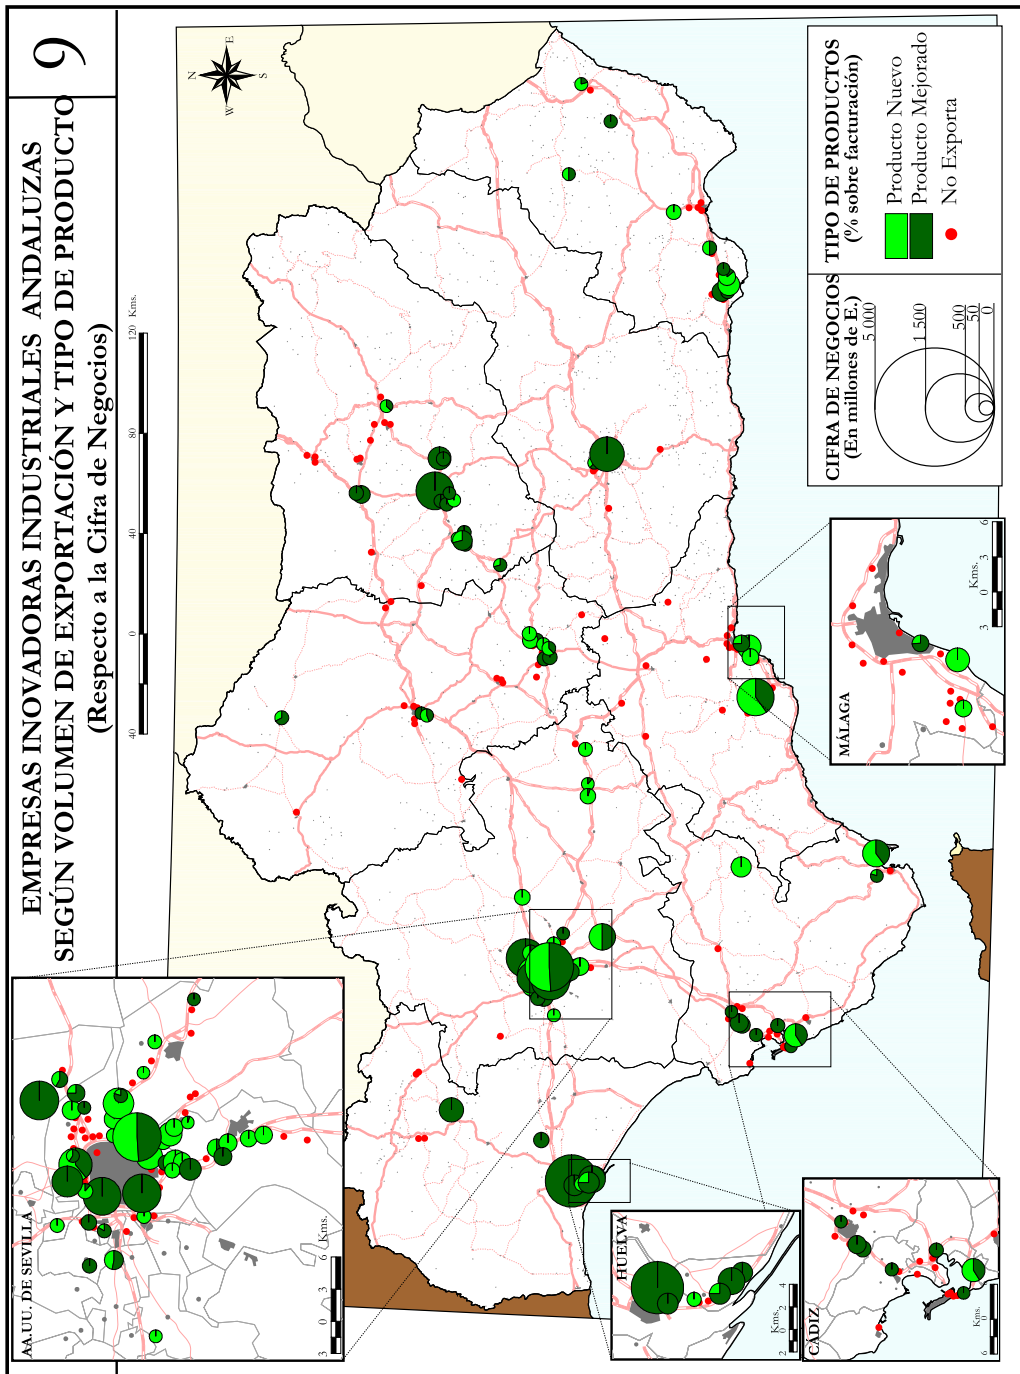 EMPRESAS INOVADORAS INDUSTRIALES ANDALUZAS
SEGÚN VOLUMEN DE EXPORTACIÓN Y TIPO DE PRODUCTO
(Respecto a la Cifra de Negocios)
9
40 0 40 80 120 Kms.
N
E
S
W
AA.UU. DE SEVILLA
3 0 3 6 Kms.
HUELVA
Kms.
2 0 2 4
CÁDIZ
Kms.
6 0 6
MÁLAGA
Kms.
3 0 3 6
CIFRA DE NEGOCIOS
(En millones de E.)
5 000
1 500
500
50
0
TIPO DE PRODUCTOS
(% sobre facturación)
Producto Nuevo
Producto Mejorado
No Exporta